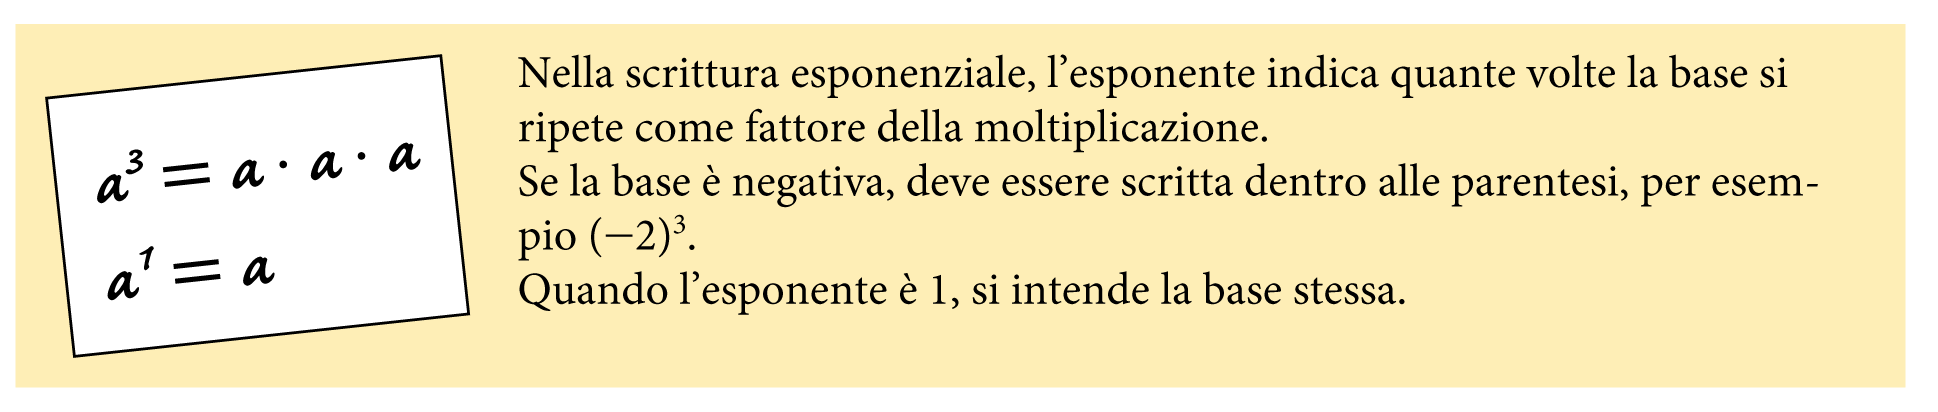 a³ = a · a · a
a¹ = a
Nella scrittura esponenziale, l’esponente indica quante volte la base si
ripete come fattore della moltiplicazione.
Se la base è negativa, deve essere scritta dentro alle parentesi, per esem-
pio (−2)³.
Quando l’esponente è 1, si intende la base stessa.